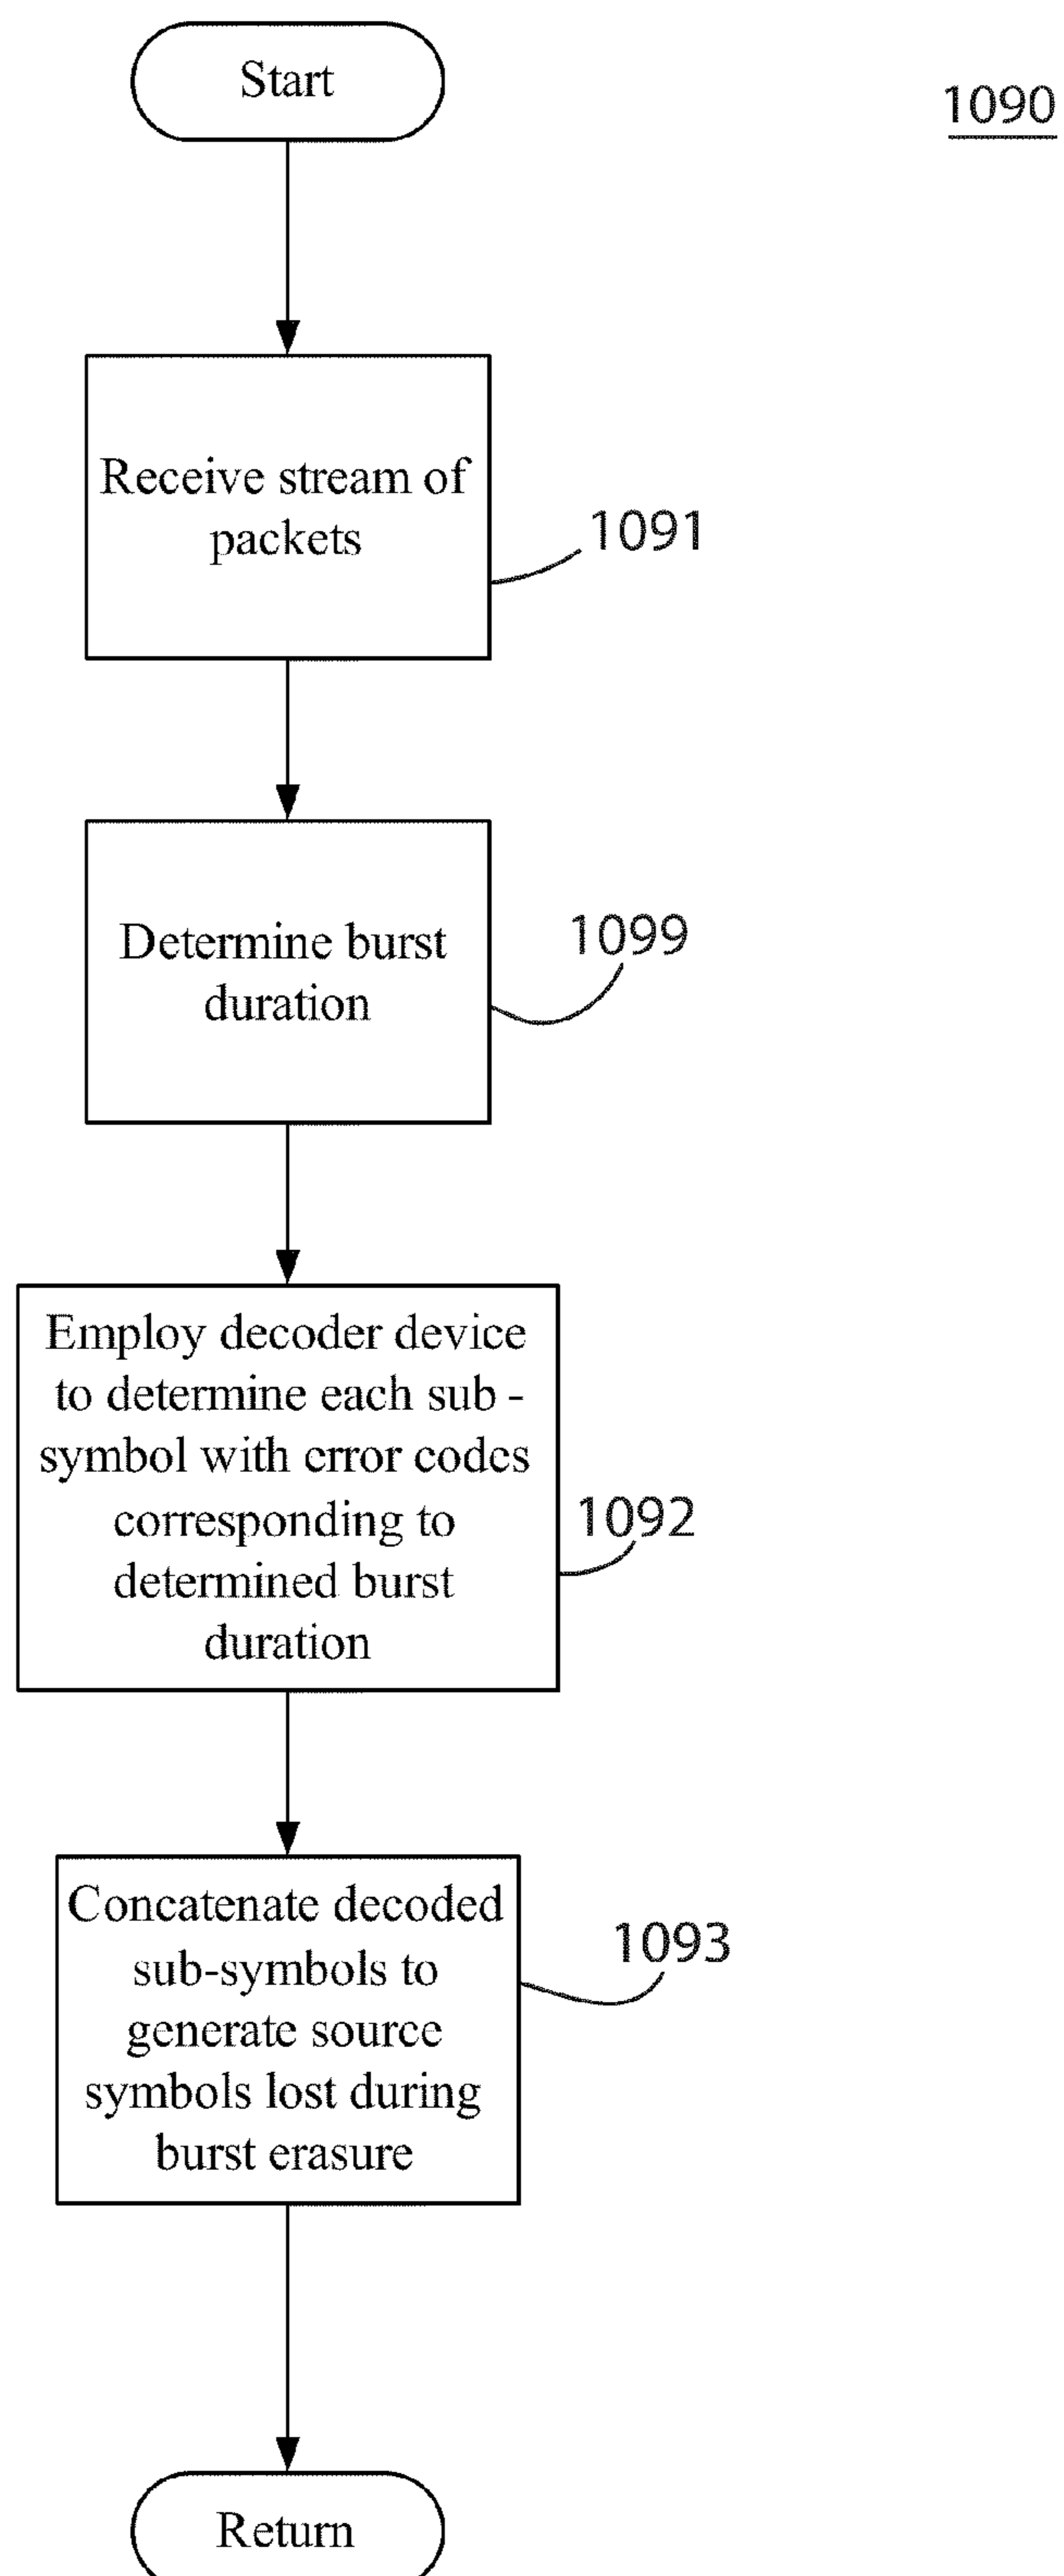 Start
1090
Receive stream of
packets
1091
Determine burst
duration
1099
Employ decoder device
to determine each sub -
symbol with error codes
corresponding to
determined burst
duration
1092
Concatenate decoded
sub-symbols to
generate source
symbols lost during
burst erasure
1093
Return